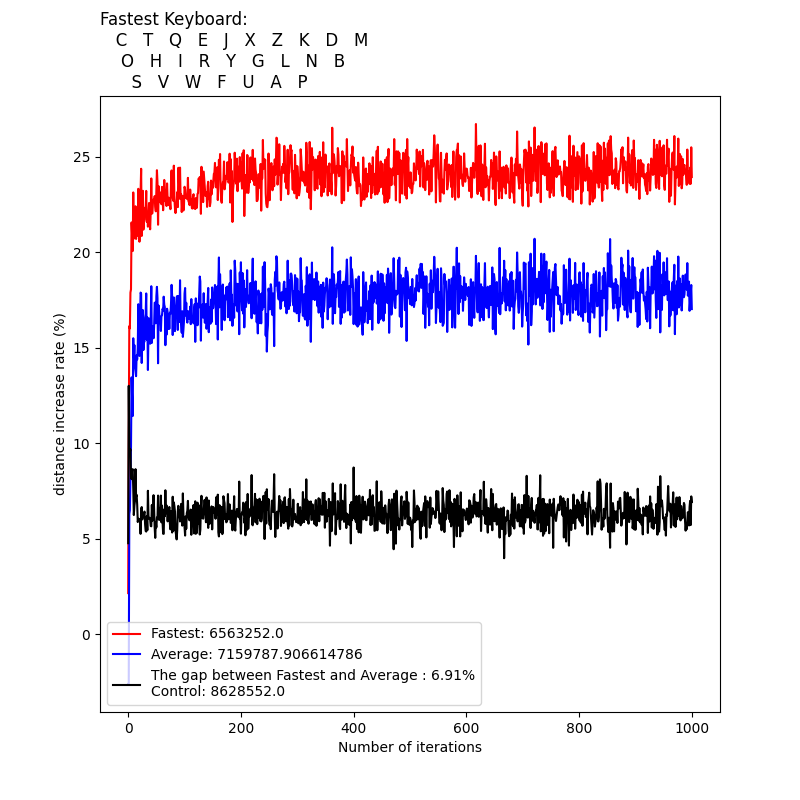 Fastest Keyboard:
C T Q E J X Z K D M
O H I R Y G L N B
S V W F U A P
25
20
15
10
5
0
distance increase rate (%)
Fastest: 6563252.0
Average: 7159787.906614786
The gap between Fastest and Average : 6.91%
Control: 8628552.0
0 200 400 600 800 1000
Number of iterations